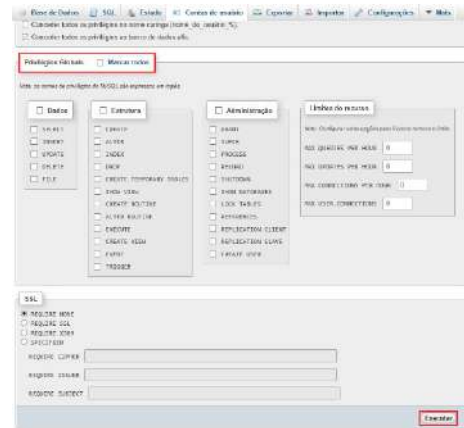 Base de Dados SQL Estado Contas de usuário Exportar Importar Configurações Mais
Conceder todos os privilégios no nome coringa (nome_do_usuário_%).
Conceder todos os privilégios ao banco de dados
Privilégios Globais Marcar todos
Nota: os nomes de privilégios do MySQL são expressos em inglês
Dados
SELECT
INSERT
UPDATE
DELETE
FILE
Estrutura
CREATE
ALTER
INDEX
DROP
CREATE TEMPORARY TABLES
SHOW VIEW
CREATE ROUTINE
ALTER ROUTINE
EXECUTE
CREATE VIEW
EVENT
TRIGGER
Administração
GRANT
SUPER
PROCESS
RELOAD
SHUTDOWN
SHOW DATABASES
LOCK TABLES
REFERENCES
REPLICATION CLIENT
REPLICATION SLAVE
CREATE USER
Limites de recurso
MAX QUERIES PER HOUR 0
MAX UPDATES PER HOUR 0
MAX CONNECTIONS PER HOUR 0
MAX USER_CONNECTIONS 0
SSL
REQUIRE NONE
REQUIRE SSL
REQUIRE X509
SPECIFIED
REQUIRE CIPHER
REQUIRE ISSUER
REQUIRE SUBJECT
Executar